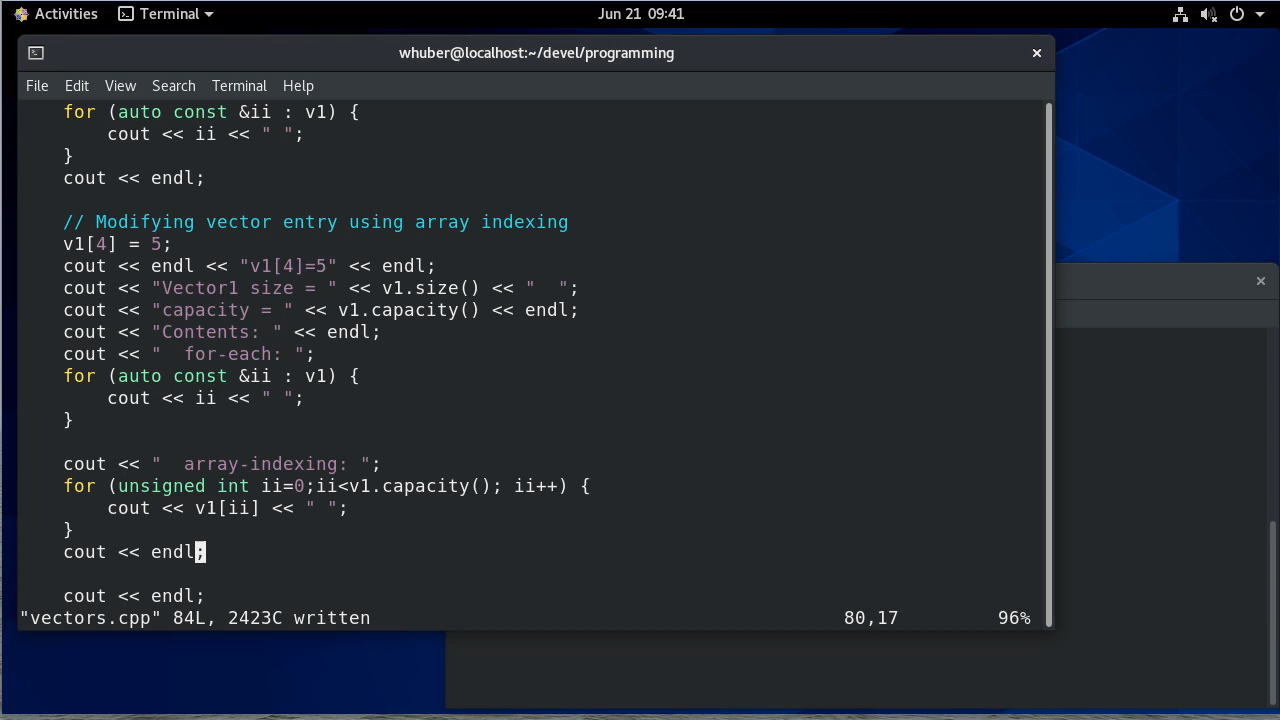 Activities Terminal Jun 21 09:41
whuber@localhost:~/devel/programming
File Edit View Search Terminal Help
    for (auto const &ii : v1) {
        cout << ii << " ";
    }
    cout << endl;

    // Modifying vector entry using array indexing
    v1[4] = 5;
    cout << endl << "v1[4]=5" << endl;
    cout << "Vector1 size = " << v1.size() << "  ";
    cout << "capacity = " << v1.capacity() << endl;
    cout << "Contents: " << endl;
    cout << "  for-each: ";
    for (auto const &ii : v1) {
        cout << ii << " ";
    }

    cout << "  array-indexing: ";
    for (unsigned int ii=0;ii<v1.capacity(); ii++) {
        cout << v1[ii] << " ";
    }
    cout << endl;

    cout << endl;
"vectors.cpp" 84L, 2423C written 80,17 96%